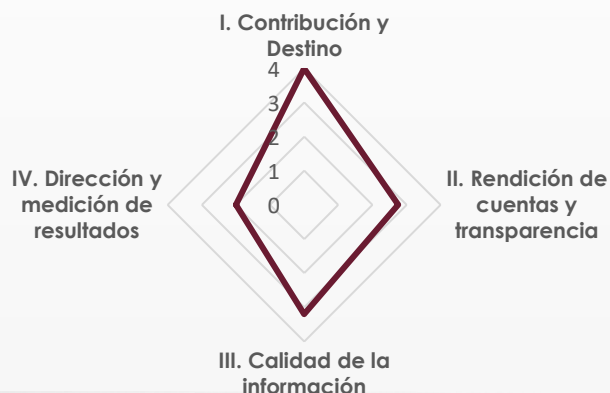 I. Contribución y
Destino
4
3
2
1
0
IV. Dirección y
medición de
resultados
II. Rendición de
cuentas y
transparencia
III. Calidad de la
información